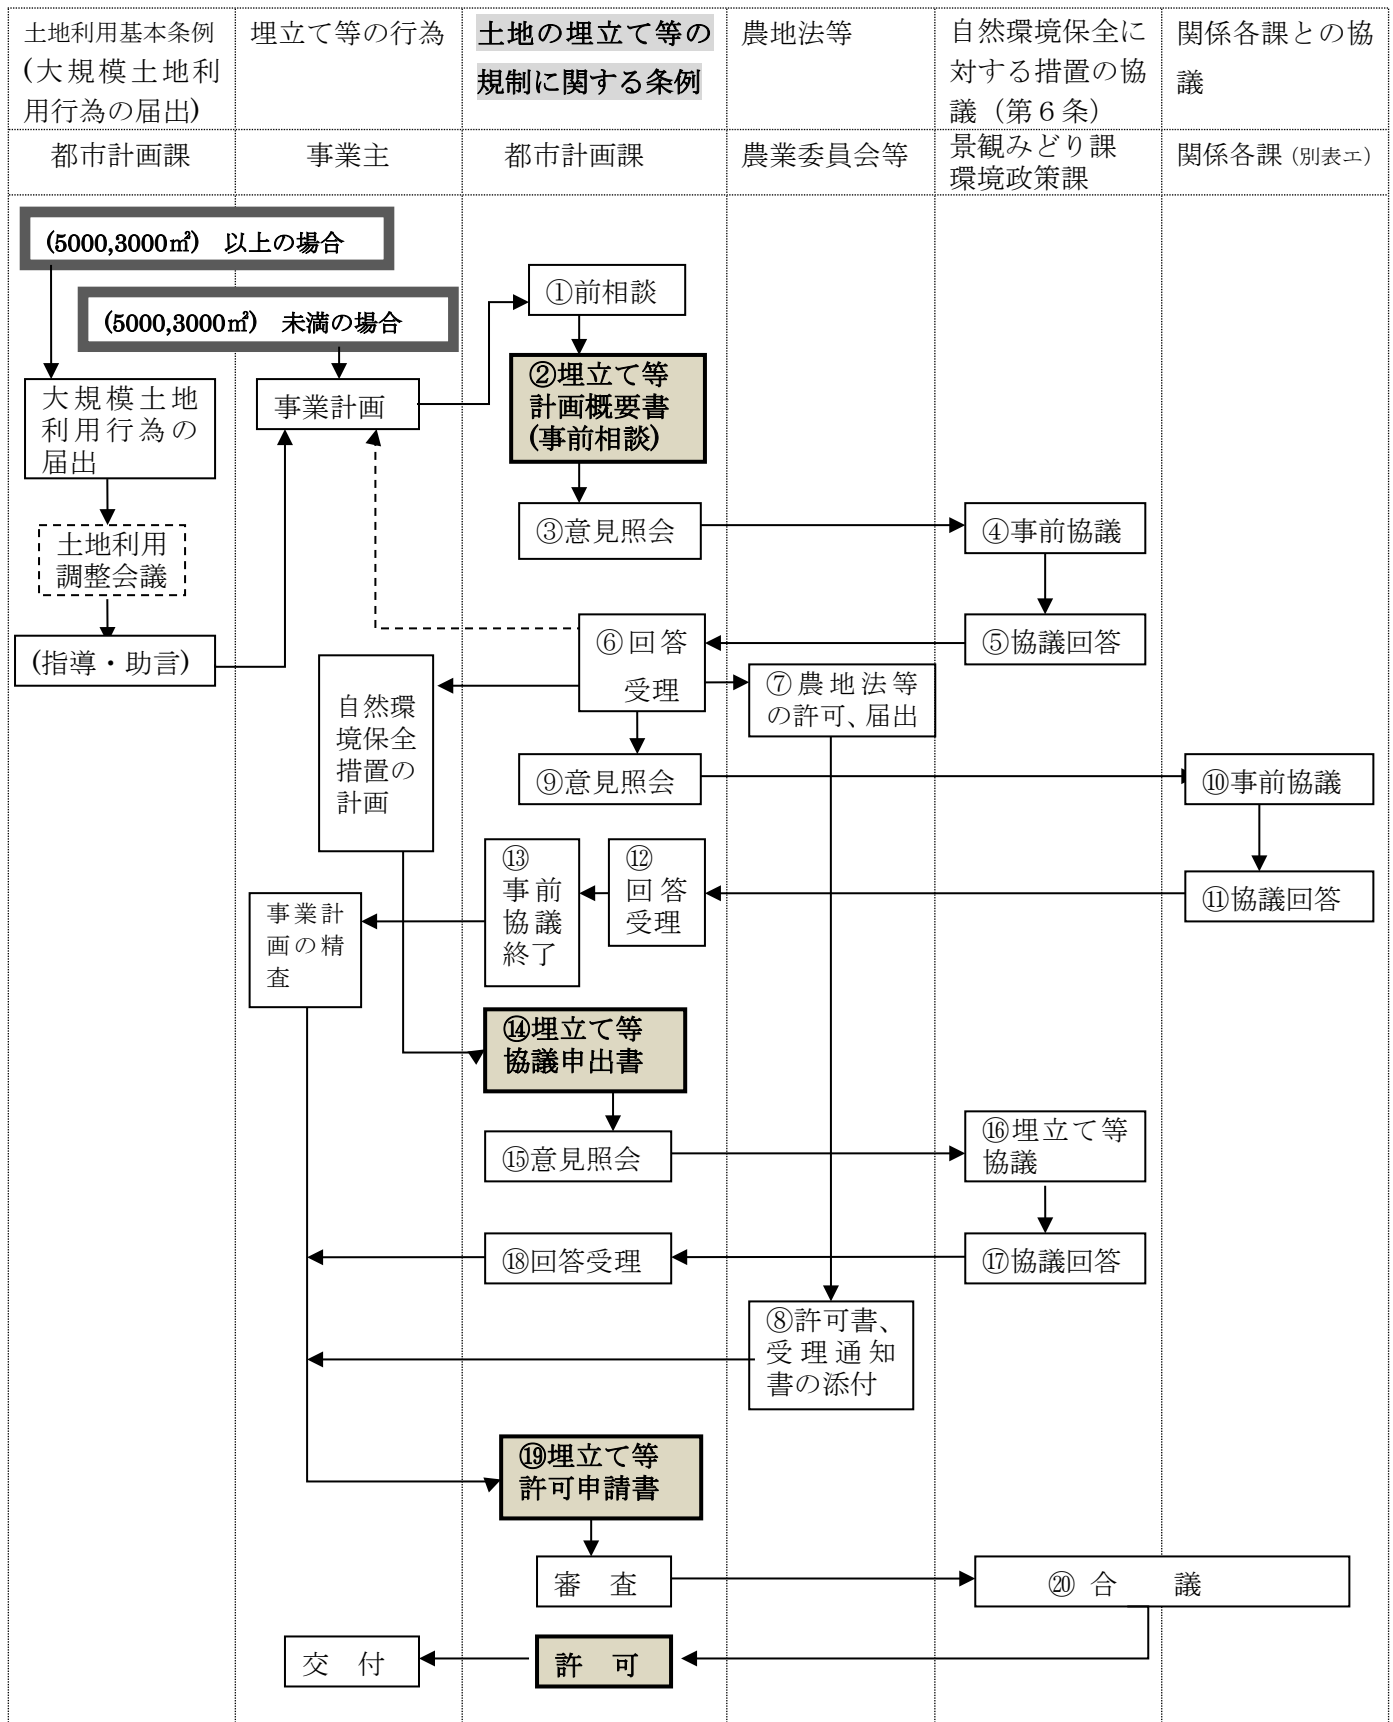 土地利用基本条例
(大規模土地利
用行為の届出)
埋立て等の行為
土地の埋立て等の
規制に関する条例
農地法等
自然環境保全に
対する措置の協
議（第６条）
関係各課との協
議
都市計画課
事業主
都市計画課
農業委員会等
景観みどり課
環境政策課
関係各課（別表エ）
(5000,3000㎡)　以上の場合
(5000,3000㎡)　未満の場合
①前相談
②埋立て等
計画概要書
(事前相談)
大規模土地
利用行為の
届出
事業計画
③意見照会
④事前協議
土地利用
調整会議
⑤協議回答
⑥回答
受理
(指導・助言)
⑦農地法等
の許可、届出
自然環
境保全
措置の
計画
⑨意見照会
⑩事前協議
⑬
事前
協議
終了
⑫
回答
受理
⑪協議回答
事業計
画の精
査
⑭埋立て等
協議申出書
⑮意見照会
⑯埋立て等
協議
⑱回答受理
⑰協議回答
⑧許可書、
受理通知
書の添付
⑲埋立て等
許可申請書
審　査
⑳ 合　　議
交　付
許　可